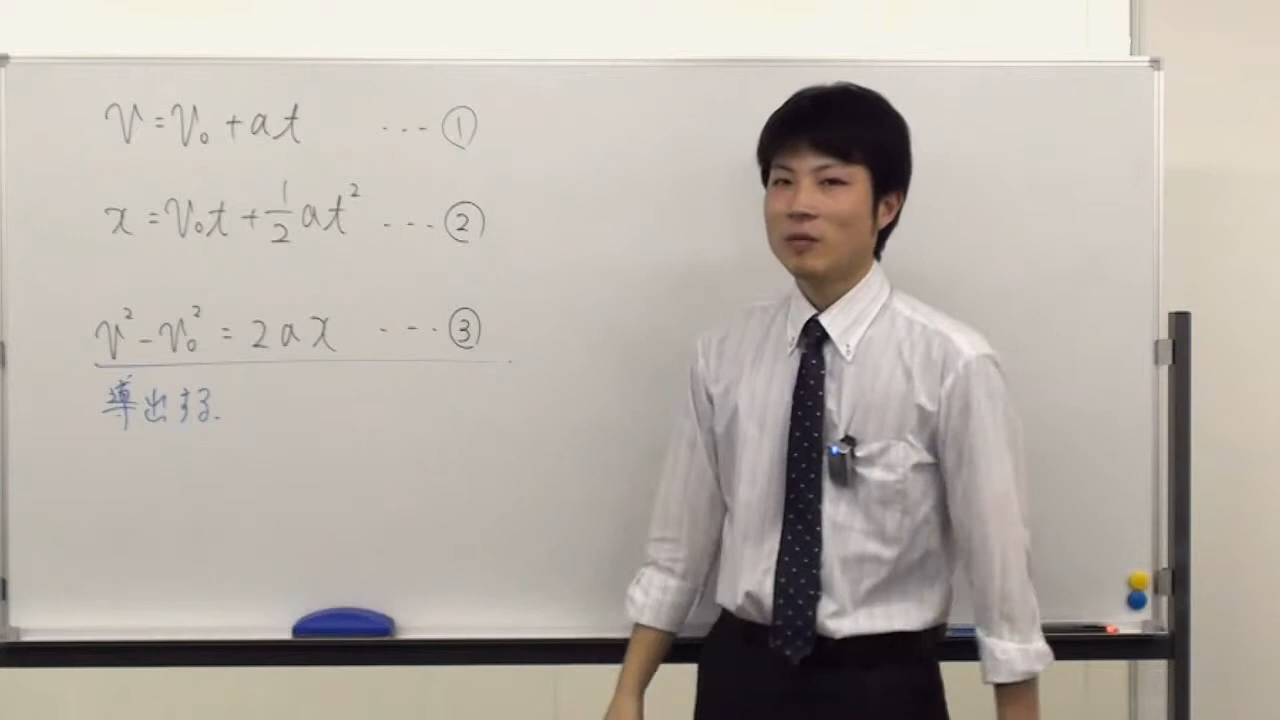 v=v₀+at ---①
x=v₀t+1/2at² ---②
v²-v₀²=2ax ---③
導出する.